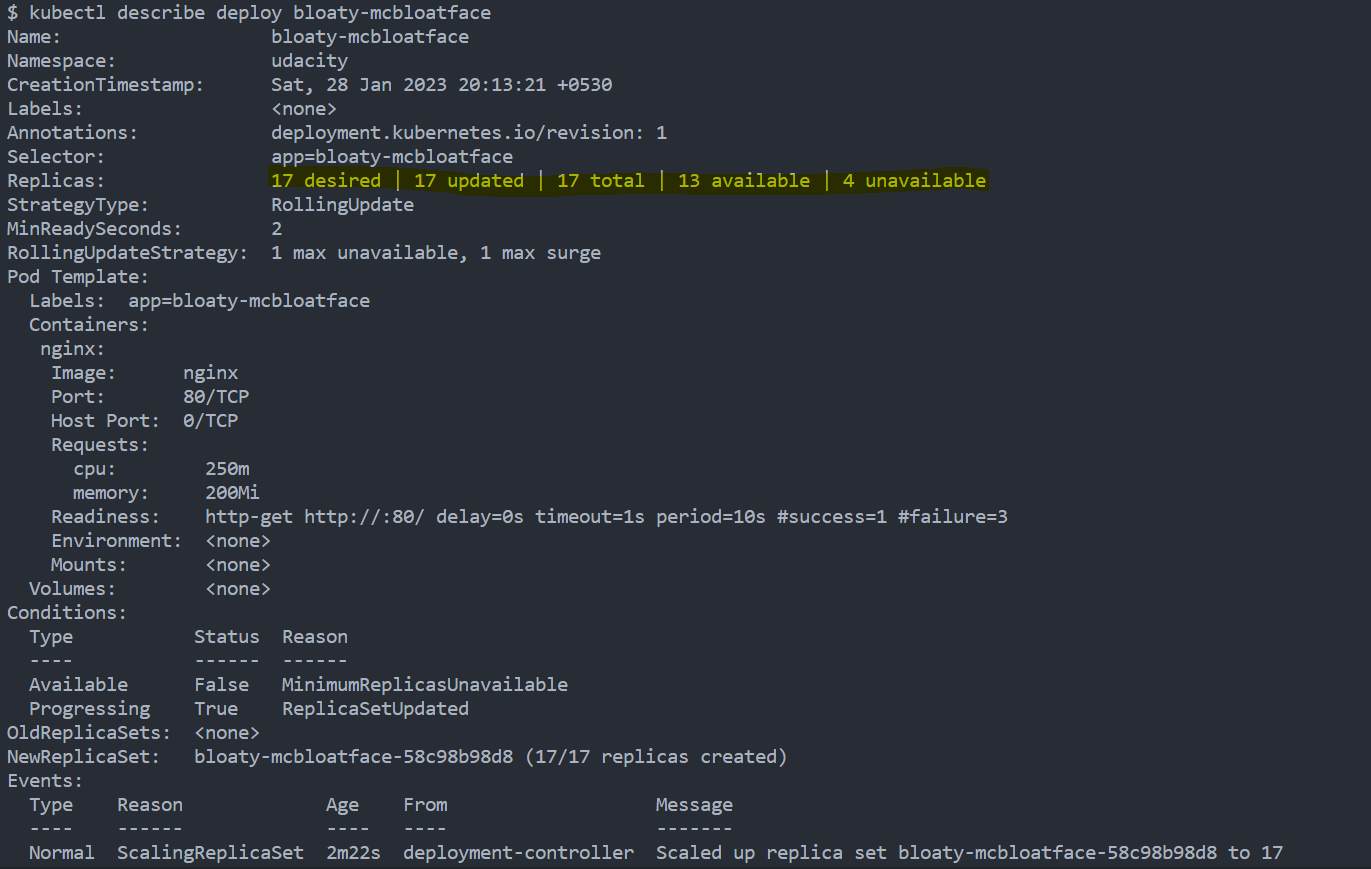 $ kubectl describe deploy bloaty-mcbloatface
Name:                   bloaty-mcbloatface
Namespace:              udacity
CreationTimestamp:      Sat, 28 Jan 2023 20:13:21 +0530
Labels:                 <none>
Annotations:            deployment.kubernetes.io/revision: 1
Selector:               app=bloaty-mcbloatface
Replicas:               17 desired | 17 updated | 17 total | 13 available | 4 unavailable
StrategyType:           RollingUpdate
MinReadySeconds:        2
RollingUpdateStrategy:  1 max unavailable, 1 max surge
Pod Template:
  Labels:  app=bloaty-mcbloatface
  Containers:
   nginx:
    Image:      nginx
    Port:       80/TCP
    Host Port:  0/TCP
    Requests:
      cpu:        250m
      memory:     200Mi
    Readiness:    http-get http://:80/ delay=0s timeout=1s period=10s #success=1 #failure=3
    Environment:  <none>
    Mounts:       <none>
  Volumes:        <none>
Conditions:
  Type           Status  Reason
  ----           ------  ------
  Available      False   MinimumReplicasUnavailable
  Progressing    True    ReplicaSetUpdated
OldReplicaSets:  <none>
NewReplicaSet:   bloaty-mcbloatface-58c98b98d8 (17/17 replicas created)
Events:
  Type    Reason             Age    From                   Message
  ----    ------             ----   ----                   -------
  Normal  ScalingReplicaSet  2m22s  deployment-controller  Scaled up replica set bloaty-mcbloatface-58c98b98d8 to 17